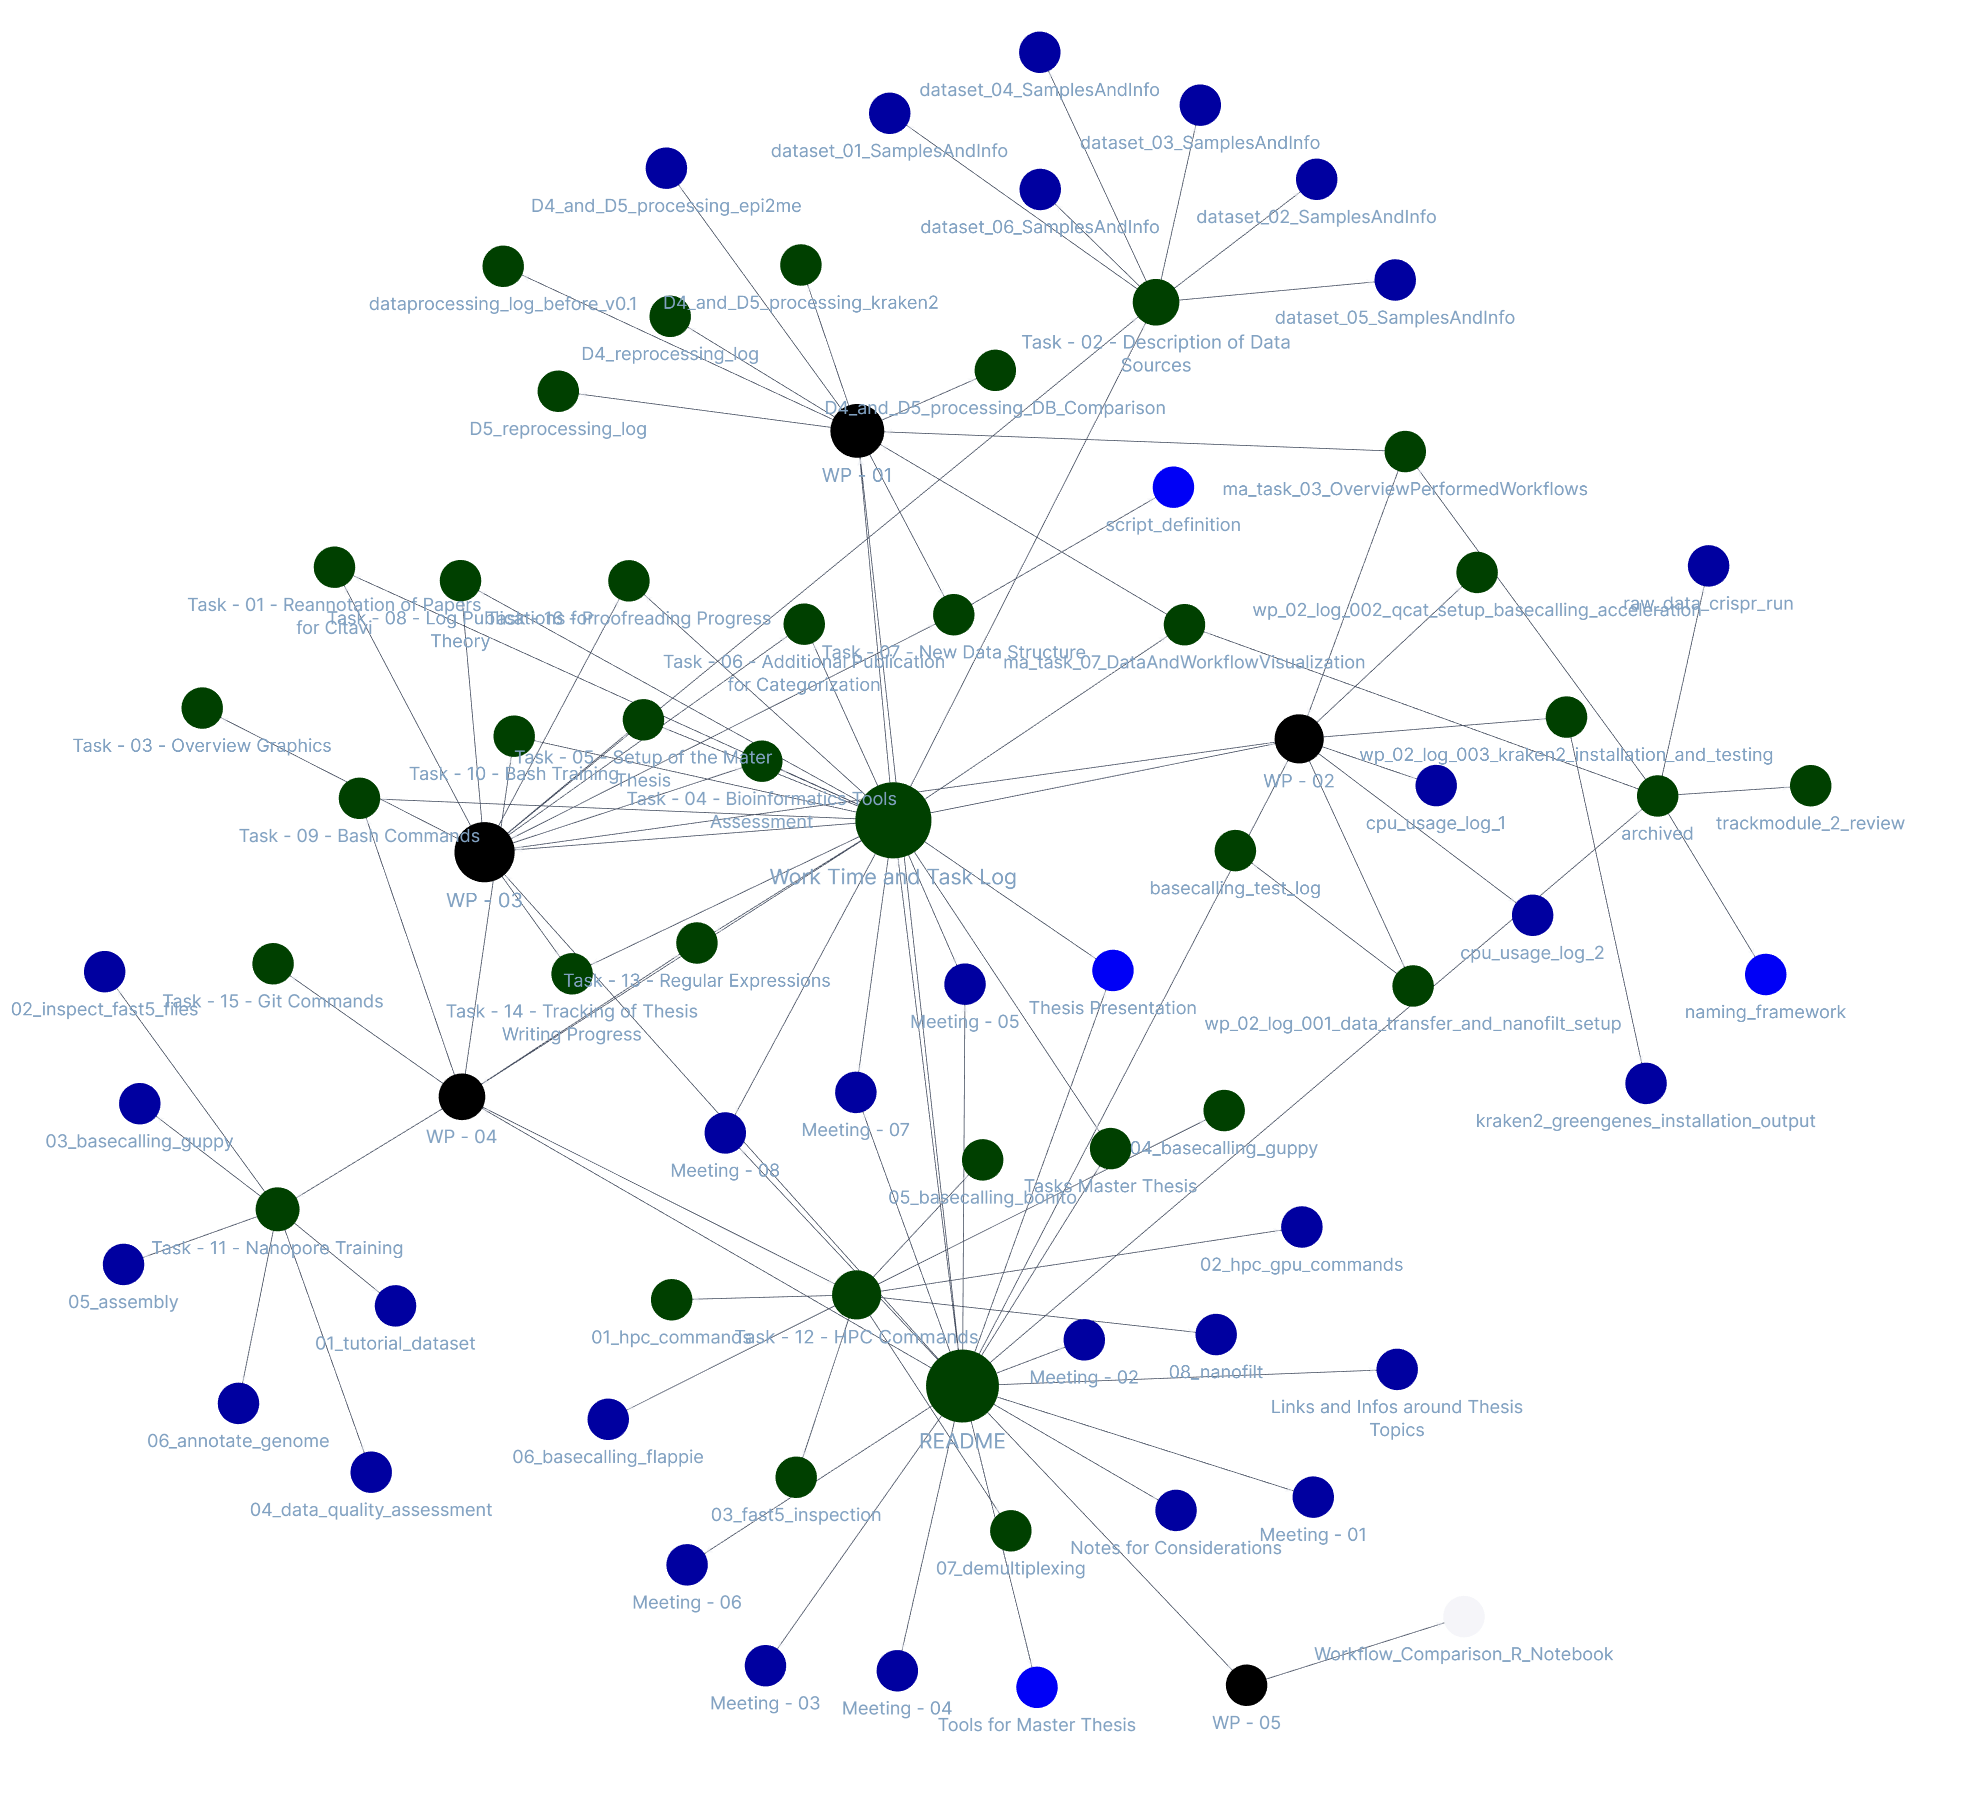 dataset_04_SamplesAndInfo
dataset_03_SamplesAndInfo
dataset_01_SamplesAndInfo
D4_and_D5_processing_epi2me
dataset_02_SamplesAndInfo
dataset_06_SamplesAndInfo
dataprocessing_log_before_v0.1
D4_and_D5_processing_kraken2
dataset_05_SamplesAndInfo
Task - 02 - Description of Data
Sources
D4_reprocessing_log
D4_and_D5_processing_DB_Comparison
D5_reprocessing_log
WP - 01
ma_task_03_OverviewPerformedWorkflows
script_definition
Task - 01 - Reannotation of Papers
for Citavi
Task - 08 - Log Publications for
Theory
Task - 16 - Proofreading Progress
wp_02_log_002_qcat_setup_basecalling_acceleration
raw_data_crispr_run
Task - 06 - Additional Publication
for Categorization
Task - 07 - New Data Structure
ma_task_07_DataAndWorkflowVisualization
Task - 03 - Overview Graphics
Task - 05 - Setup of the Mater
Thesis
Task - 10 - Bash Training
wp_02_log_003_kraken2_installation_and_testing
WP - 02
Task - 04 - Bioinformatics Tools
Assessment
cpu_usage_log_1
archived
trackmodule_2_review
Task - 09 - Bash Commands
Work Time and Task Log
basecalling_test_log
WP - 03
cpu_usage_log_2
Task - 13 - Regular Expressions
02_inspect_fast5_files
Task - 15 - Git Commands
Task - 14 - Tracking of Thesis
Writing Progress
Thesis Presentation
Meeting - 05
wp_02_log_001_data_transfer_and_nanofilt_setup
naming_framework
kraken2_greengenes_installation_output
03_basecalling_guppy
WP - 04
Meeting - 07
Meeting - 08
04_basecalling_guppy
05_basecalling_bonito
Tasks Master Thesis
Task - 11 - Nanopore Training
02_hpc_gpu_commands
05_assembly
01_tutorial_dataset
01_hpc_commands
Task - 12 - HPC Commands
Meeting - 02
08_nanofilt
Links and Infos around Thesis
Topics
06_annotate_genome
README
06_basecalling_flappie
04_data_quality_assessment
03_fast5_inspection
Notes for Considerations
Meeting - 01
07_demultiplexing
Meeting - 06
Workflow_Comparison_R_Notebook
Meeting - 03
Meeting - 04
Tools for Master Thesis
WP - 05